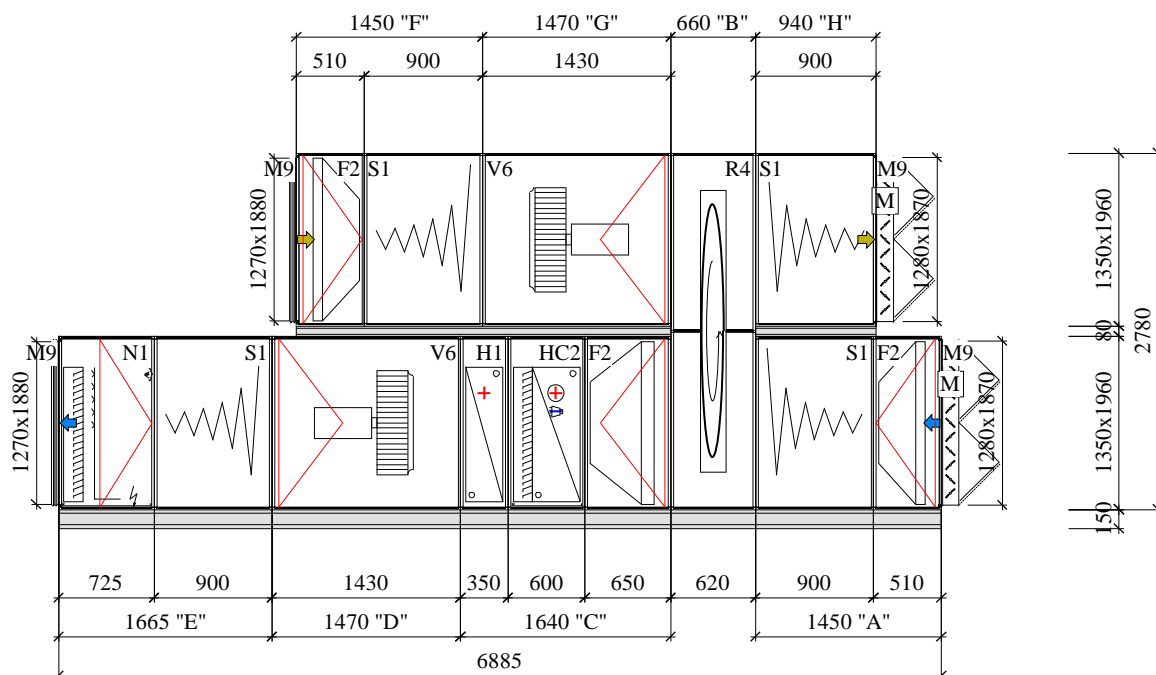 1450 "F" 1470 "G" 660 "B" 940 "H"
510 900 1430 900
M9 F2 S1 V6 R4 S1 M9
M
1270x1880 1280x1870 1350x1960
80 2780
M9 N1 S1 V6 H1 HC2 F2 S1 F2 M9
M
1270x1880 1280x1870 1350x1960
150
725 900 1430 350 600 650 620 900 510
1665 "E" 1470 "D" 1640 "C" 1450 "A"
6885